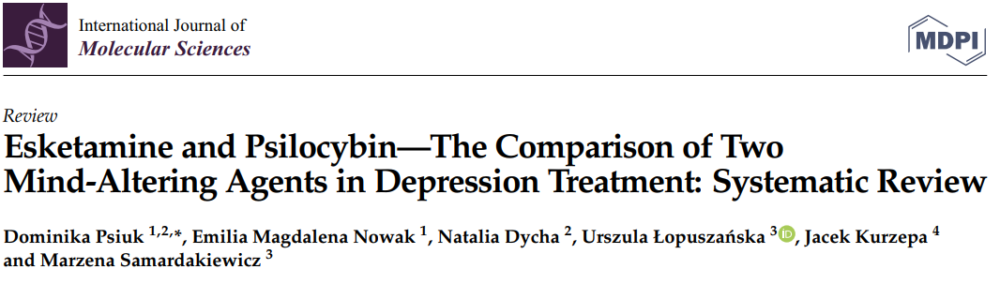 International Journal of
Molecular Sciences
MDPI
Review
Esketamine and Psilocybin—The Comparison of Two
Mind-Altering Agents in Depression Treatment: Systematic Review
Dominika Psiuk 1,2,*, Emilia Magdalena Nowak 1, Natalia Dycha 2, Urszula Łopuszańska 3 iD, Jacek Kurzepa 4
and Marzena Samardakiewicz 3